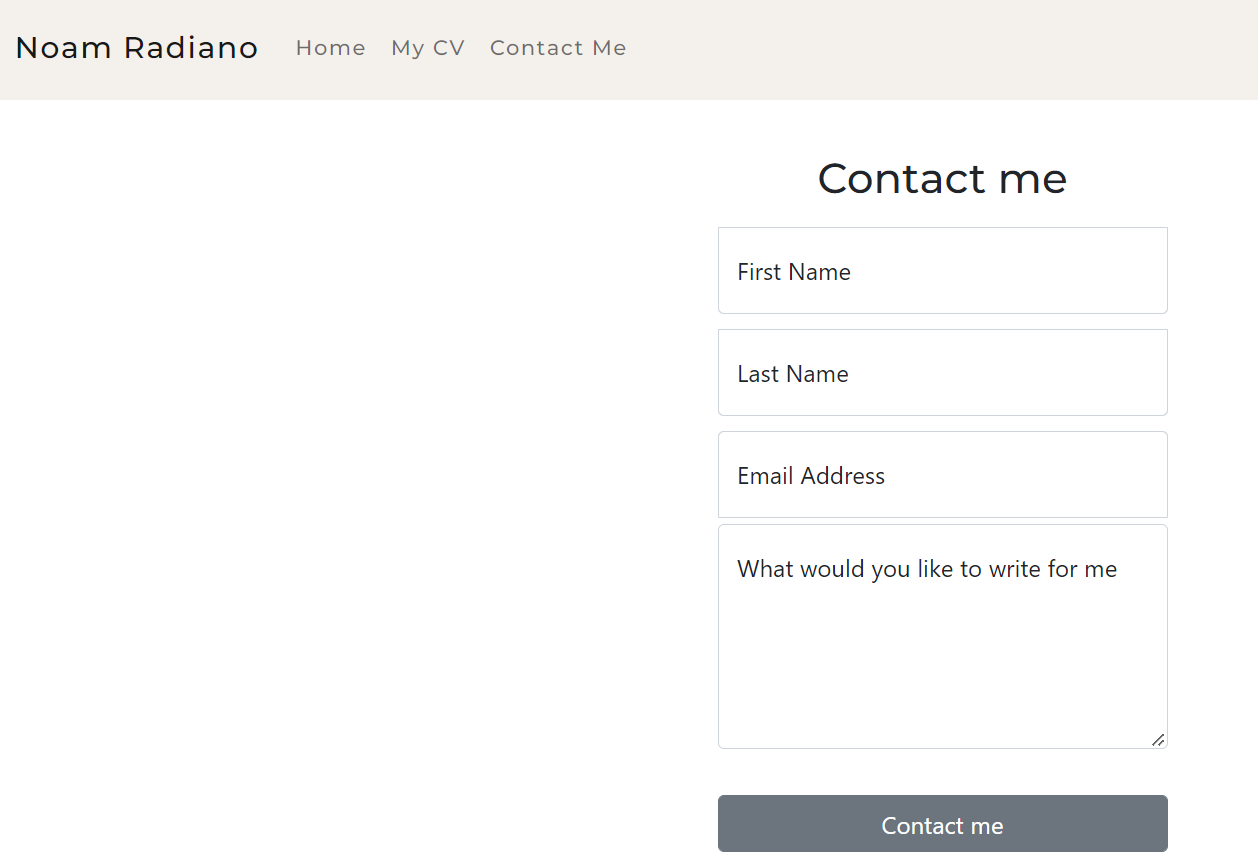 Noam Radiano Home My CV Contact Me
Contact me
First Name
Last Name
Email Address
What would you like to write for me
Contact me